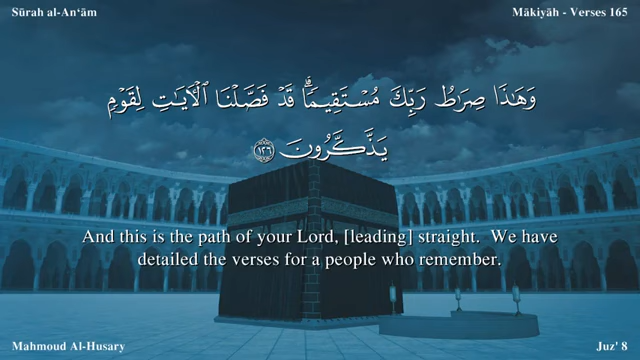 Sūrah al-An‘ām
Mākiyāh - Verses 165
وَهَٰذَا صِرَٰطُ رَبِّكَ مُسْتَقِيمًا ۗ قَدْ فَصَّلْنَا ٱلْـَٔايَٰتِ لِقَوْمٍ
يَذَّكَّرُونَ ١٢٦
And this is the path of your Lord, [leading] straight. We have
detailed the verses for a people who remember.
Mahmoud Al-Husary
Juz' 8